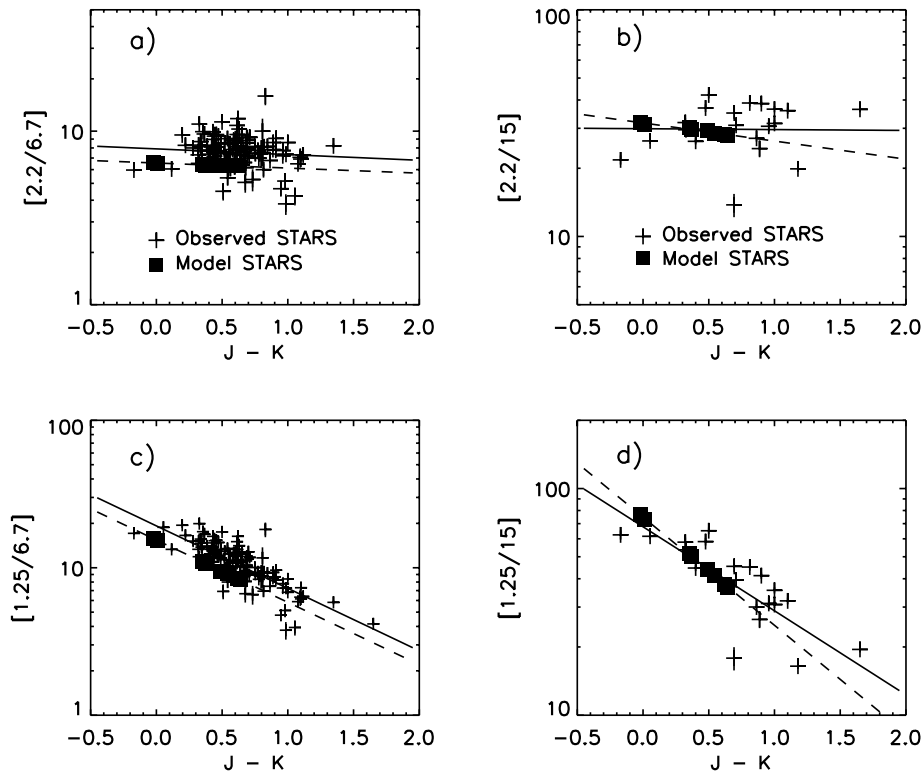 a)
10
1
[2.2/6.7]
Observed STARS
Model STARS
−0.5 0.0 0.5 1.0 1.5 2.0
J − K
b)
100
10
[2.2/15]
Observed STARS
Model STARS
−0.5 0.0 0.5 1.0 1.5 2.0
J − K
c)
100
10
1
[1.25/6.7]
−0.5 0.0 0.5 1.0 1.5 2.0
J − K
d)
100
10
[1.25/15]
−0.5 0.0 0.5 1.0 1.5 2.0
J − K